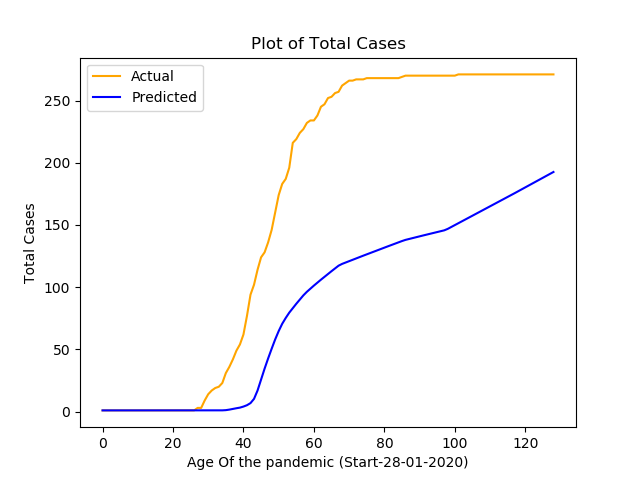 Plot of Total Cases
Actual
Predicted
250
200
150
100
50
0
Total Cases
0 20 40 60 80 100 120
Age Of the pandemic (Start-28-01-2020)